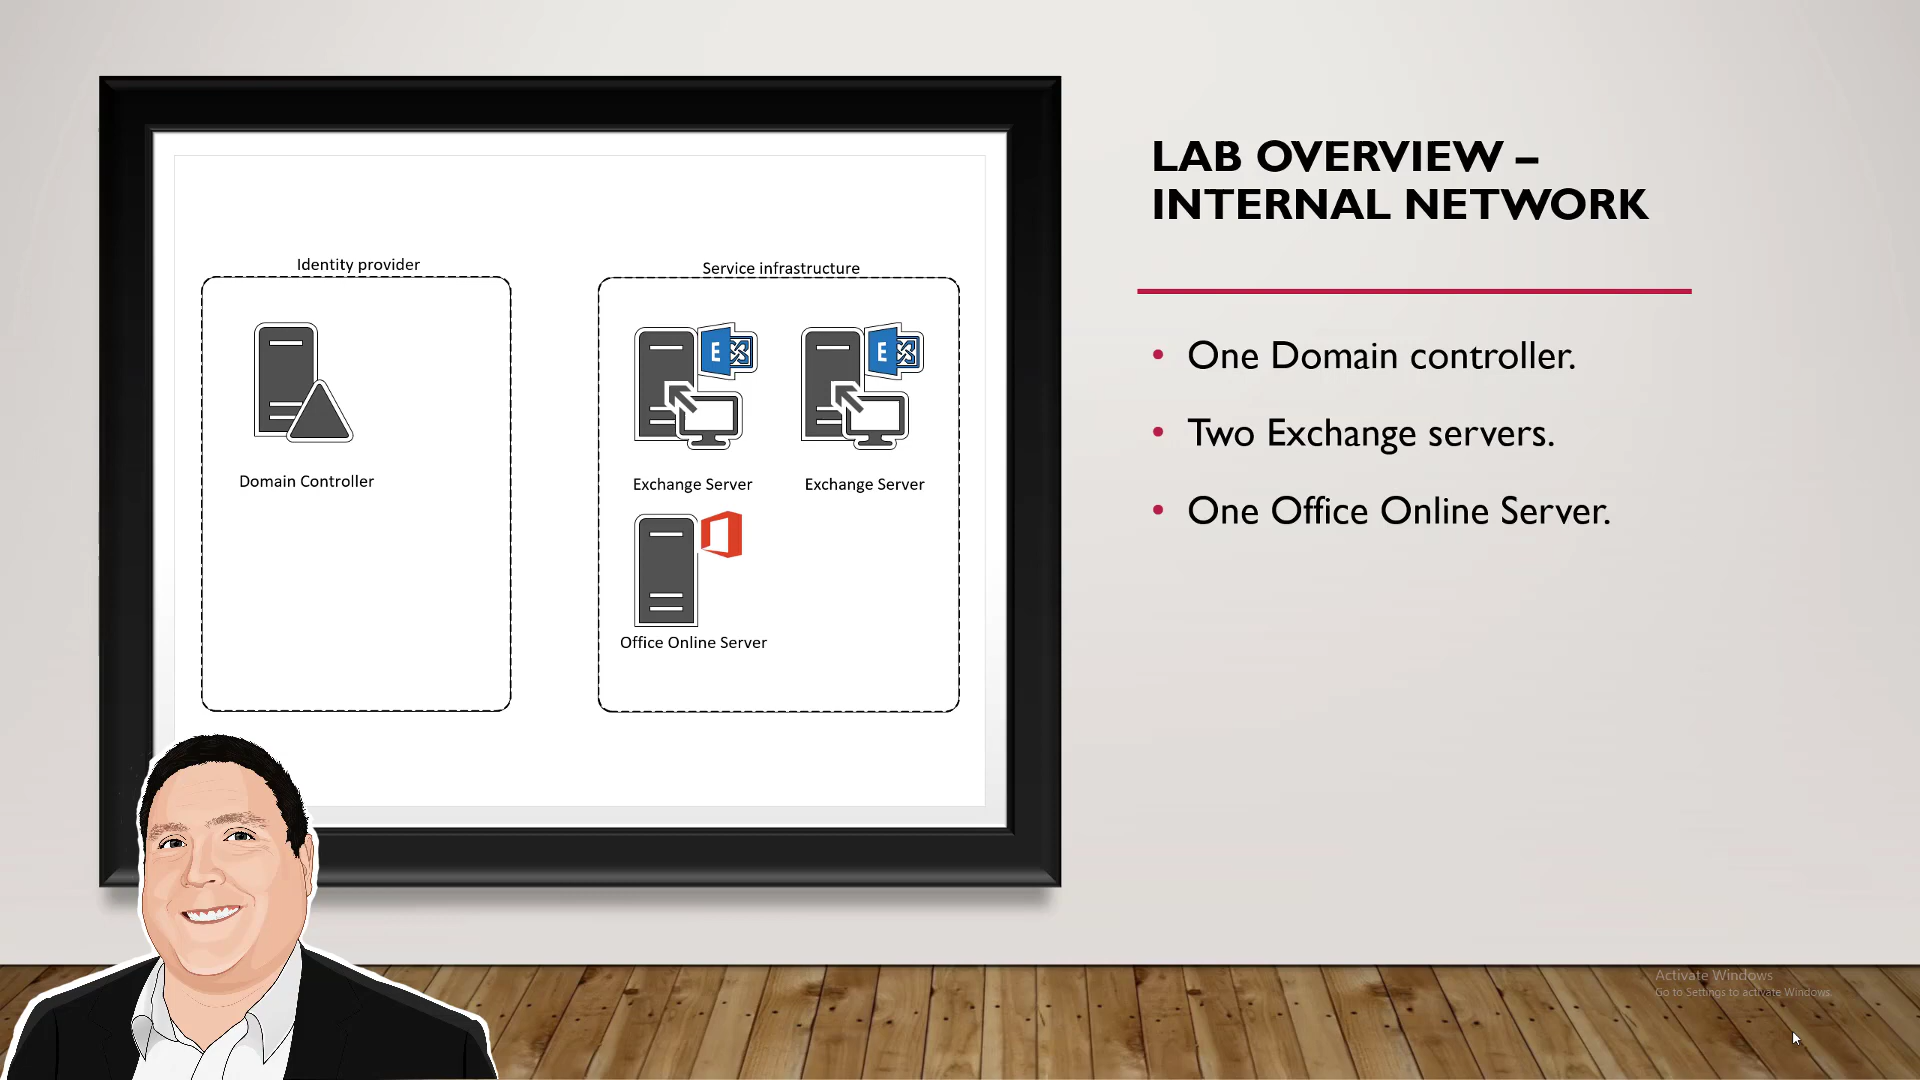 LAB OVERVIEW –
INTERNAL NETWORK
Identity provider
Service infrastructure
E
E
Domain Controller
Exchange Server
Exchange Server
Office Online Server
• One Domain controller.
• Two Exchange servers.
• One Office Online Server.
Activate Windows
Go to Settings to activate Windows.